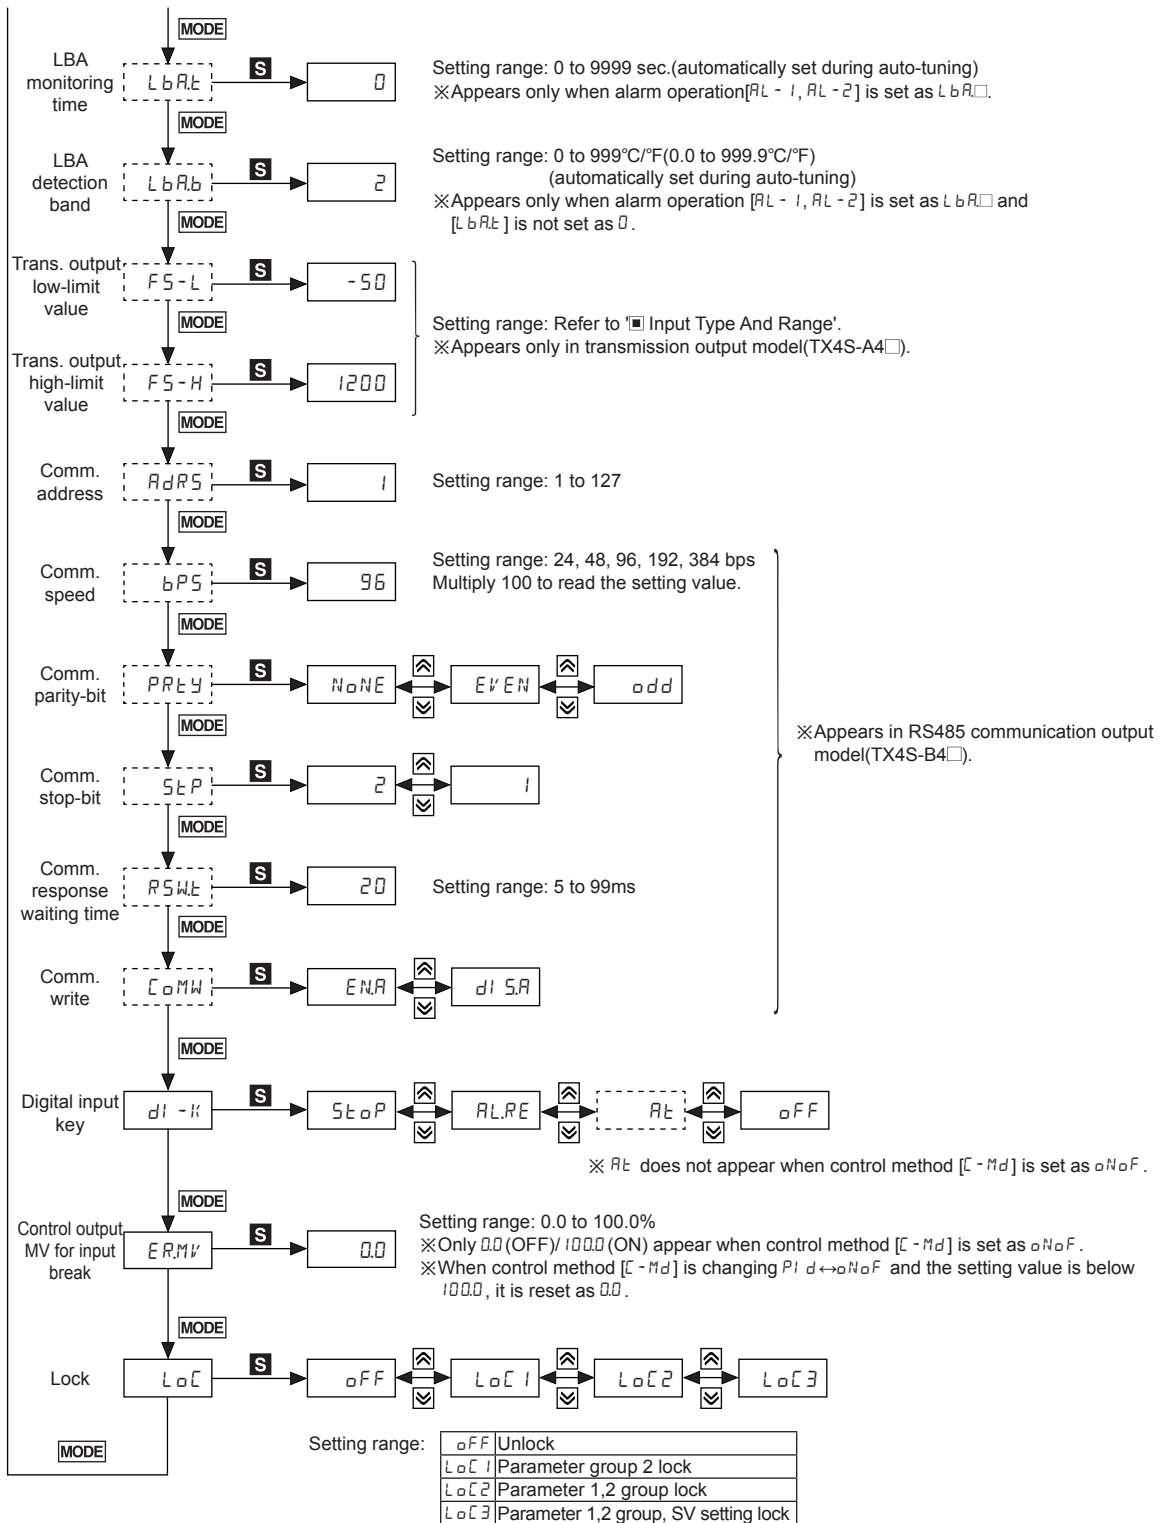 MODE
LBA
monitoring
time
LbA.t
S
0
Setting range: 0 to 9999 sec.(automatically set during auto-tuning)
※Appears only when alarm operation[AL-1, AL-2] is set as LbA.□.
MODE
LBA
detection
band
LbA.b
S
2
Setting range: 0 to 999°C/°F(0.0 to 999.9°C/°F)
(automatically set during auto-tuning)
※Appears only when alarm operation [AL-1, AL-2] is set as LbA.□ and
[LbA.t] is not set as 0.
MODE
Trans. output
low-limit
value
FS-L
S
-50
MODE
Setting range: Refer to '▣ Input Type And Range'.
※Appears only in transmission output model(TX4S-A4□).
Trans. output
high-limit
value
FS-H
S
1200
MODE
Comm.
address
AdRS
S
1
Setting range: 1 to 127
MODE
Comm.
speed
bPS
S
96
Setting range: 24, 48, 96, 192, 384 bps
Multiply 100 to read the setting value.
MODE
Comm.
parity-bit
PRtY
S
NoNE
EVEN
odd
MODE
※Appears in RS485 communication output
model(TX4S-B4□).
Comm.
stop-bit
StP
S
2
1
MODE
Comm.
response
waiting time
RSW.t
S
20
Setting range: 5 to 99ms
MODE
Comm.
write
CoMW
S
EN.A
dIS.A
MODE
Digital input
key
dI-K
S
StoP
AL.RE
At
oFF
※ At does not appear when control method [C-Md] is set as oNoF.
MODE
Control output
MV for input
break
ER.MV
S
0.0
Setting range: 0.0 to 100.0%
※Only 0.0 (OFF)/ 100.0 (ON) appear when control method [C-Md] is set as oNoF.
※When control method [C-Md] is changing PId↔oNoF and the setting value is below
100.0, it is reset as 0.0.
MODE
Lock
LoC
S
oFF
LoC1
LoC2
LoC3
MODE
Setting range:
oFF Unlock
LoC1 Parameter group 2 lock
LoC2 Parameter 1,2 group lock
LoC3 Parameter 1,2 group, SV setting lock